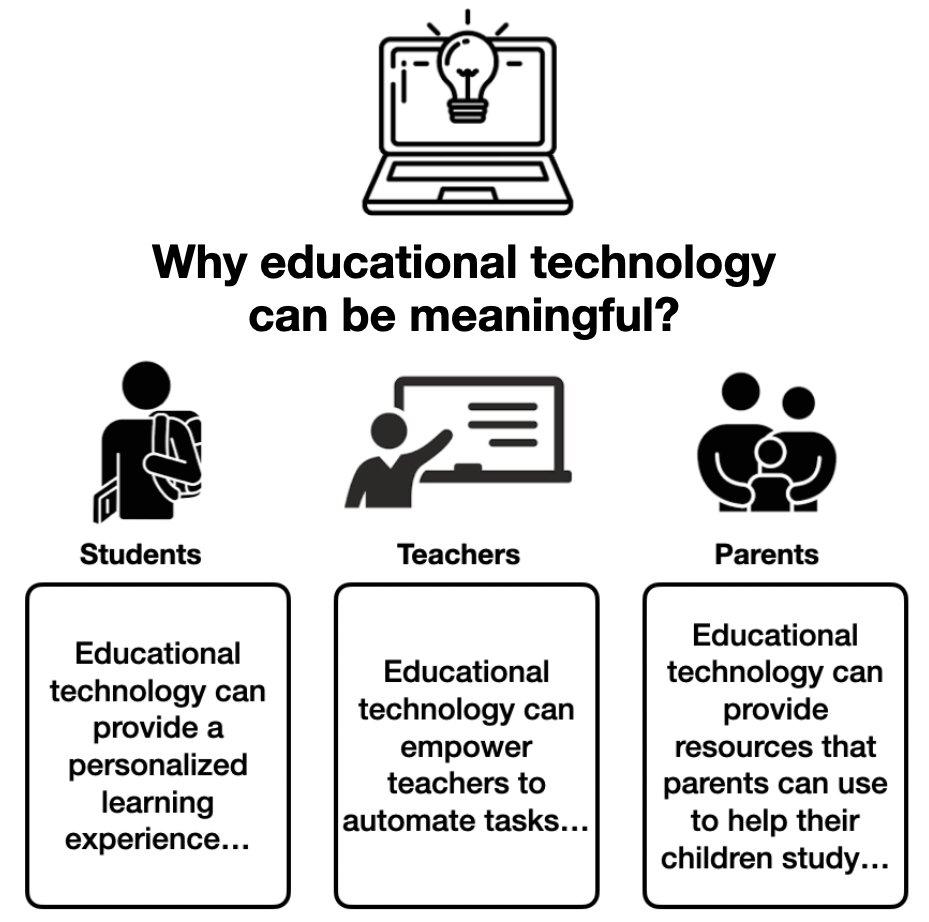 Why educational technology
can be meaningful?
Students
Educational
technology can
provide a
personalized
learning
experience...
Teachers
Educational
technology can
empower
teachers to
automate tasks...
Parents
Educational
technology can
provide
resources that
parents can use
to help their
children study...